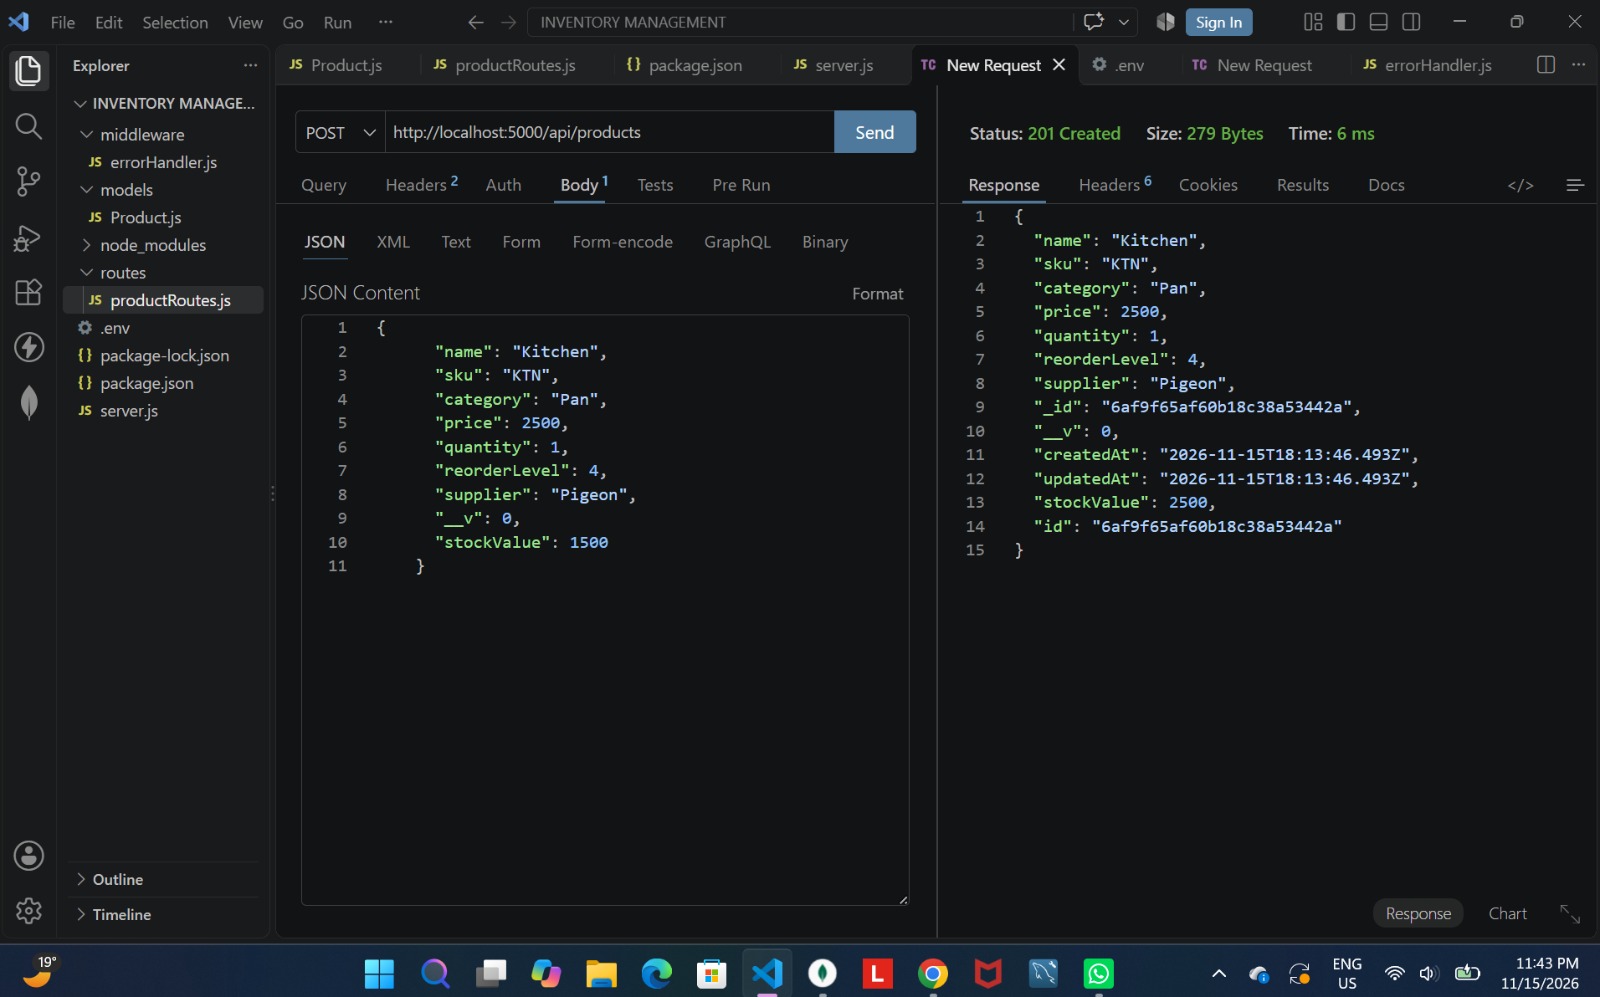 File Edit Selection View Go Run ··· INVENTORY MANAGEMENT Sign In
Explorer ···
INVENTORY MANAGE...
middleware
JS errorHandler.js
models
JS Product.js
node_modules
routes
JS productRoutes.js
.env
{} package-lock.json
{} package.json
JS server.js
Outline
Timeline
JS Product.js JS productRoutes.js {} package.json JS server.js TC New Request .env TC New Request JS errorHandler.js ···
POST http://localhost:5000/api/products Send
Query Headers 2 Auth Body 1 Tests Pre Run
JSON XML Text Form Form-encode GraphQL Binary
JSON Content Format
1 {
2 "name": "Kitchen",
3 "sku": "KTN",
4 "category": "Pan",
5 "price": 2500,
6 "quantity": 1,
7 "reorderLevel": 4,
8 "supplier": "Pigeon",
9 "__v": 0,
10 "stockValue": 1500
11 }
Status: 201 Created Size: 279 Bytes Time: 6 ms
Response Headers 6 Cookies Results Docs </>
1 {
2 "name": "Kitchen",
3 "sku": "KTN",
4 "category": "Pan",
5 "price": 2500,
6 "quantity": 1,
7 "reorderLevel": 4,
8 "supplier": "Pigeon",
9 "_id": "6af9f65af60b18c38a53442a",
10 "__v": 0,
11 "createdAt": "2026-11-15T18:13:46.493Z",
12 "updatedAt": "2026-11-15T18:13:46.493Z",
13 "stockValue": 2500,
14 "id": "6af9f65af60b18c38a53442a"
15 }
Response Chart
19°
L
ENG
US
11:43 PM
11/15/2026